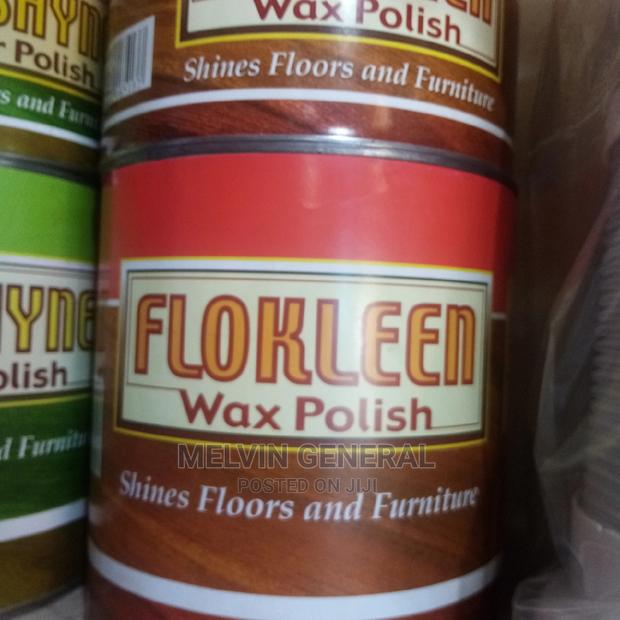 Wax Polish
Shines Floors and Furniture
Polish
FLOKLEEN
Wax Polish
Shines Floors and Furniture
MELVIN GENERAL
POSTED ON JIJI